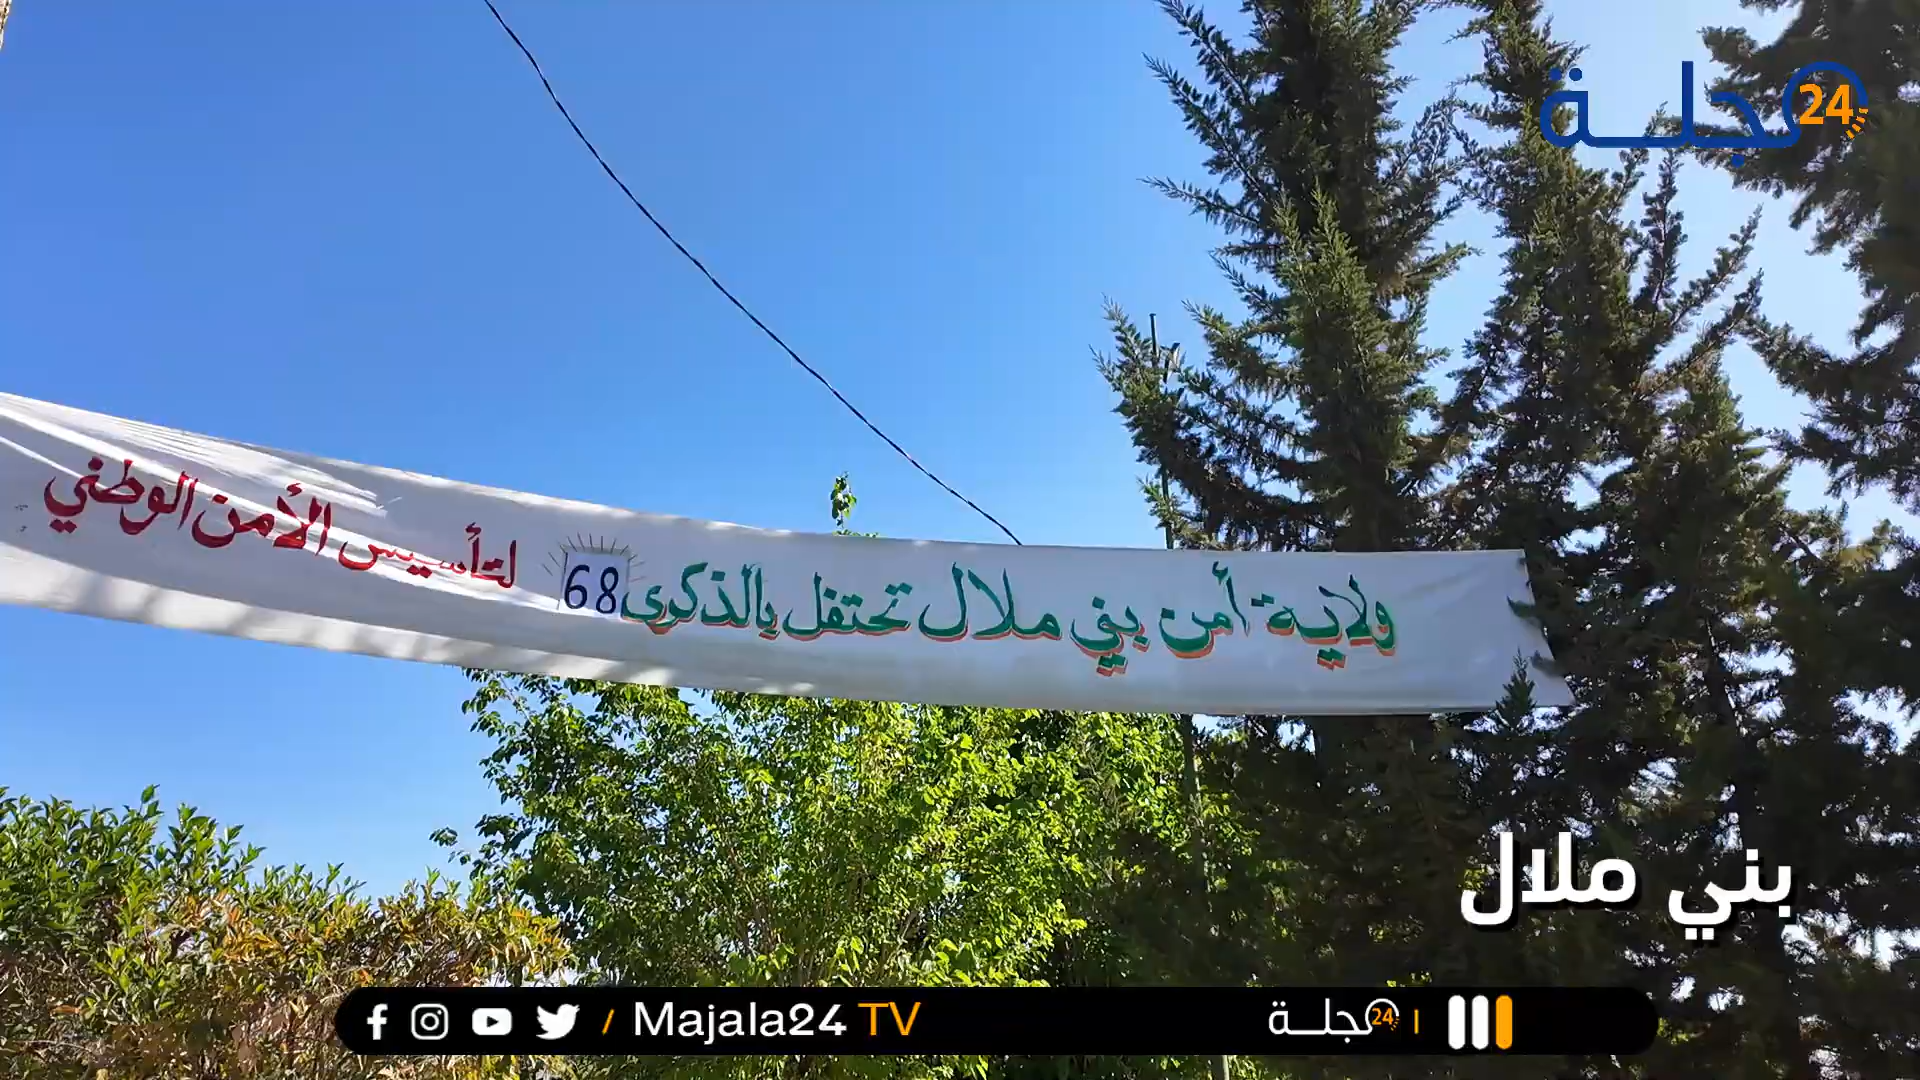 مجلة 24
ولاية أمن بني ملال تحتفل بالذكرى 68 لتأسيس الأمن الوطني
بني ملال
/ Majala24 TV
مجلة 24